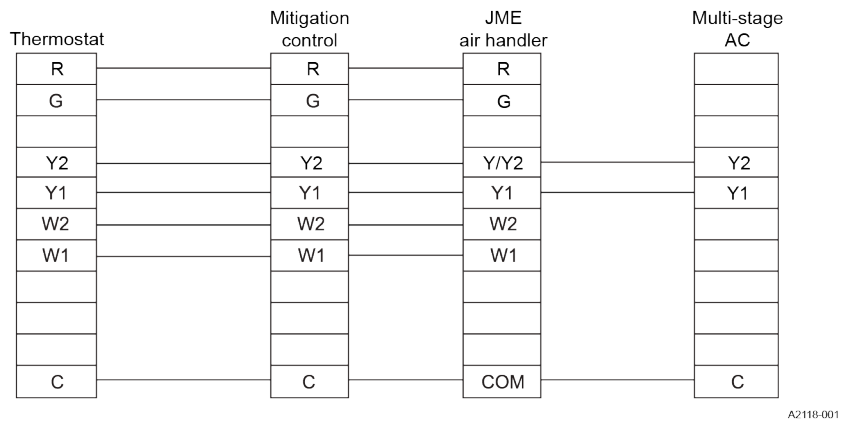 Thermostat
Mitigation
control
JME
air handler
Multi-stage
AC
R R R
G G G
Y2 Y2 Y/Y2 Y2
Y1 Y1 Y1 Y1
W2 W2 W2
W1 W1 W1
C C COM C
A2118-001